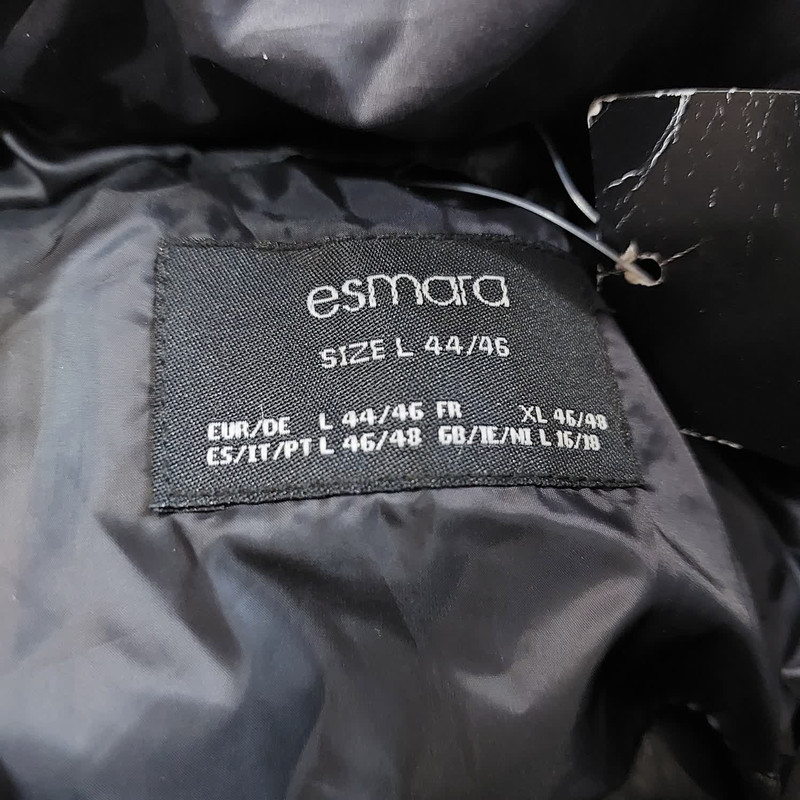 esmara
SIZE L 44/46
EUR/DE L 44/46 FR XL 46/48
ES/IT/PT L 46/48 GB/IE/NI L 16/18